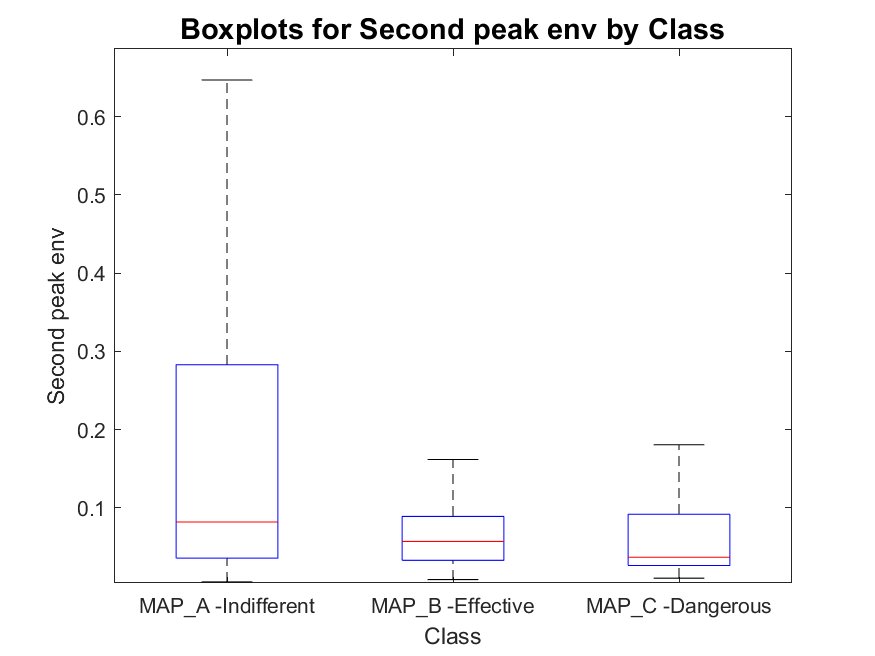 Boxplots for Second peak env by Class
0.6
0.5
0.4
0.3
0.2
0.1
Second peak env
MAP_A -Indifferent
MAP_B -Effective
MAP_C -Dangerous
Class